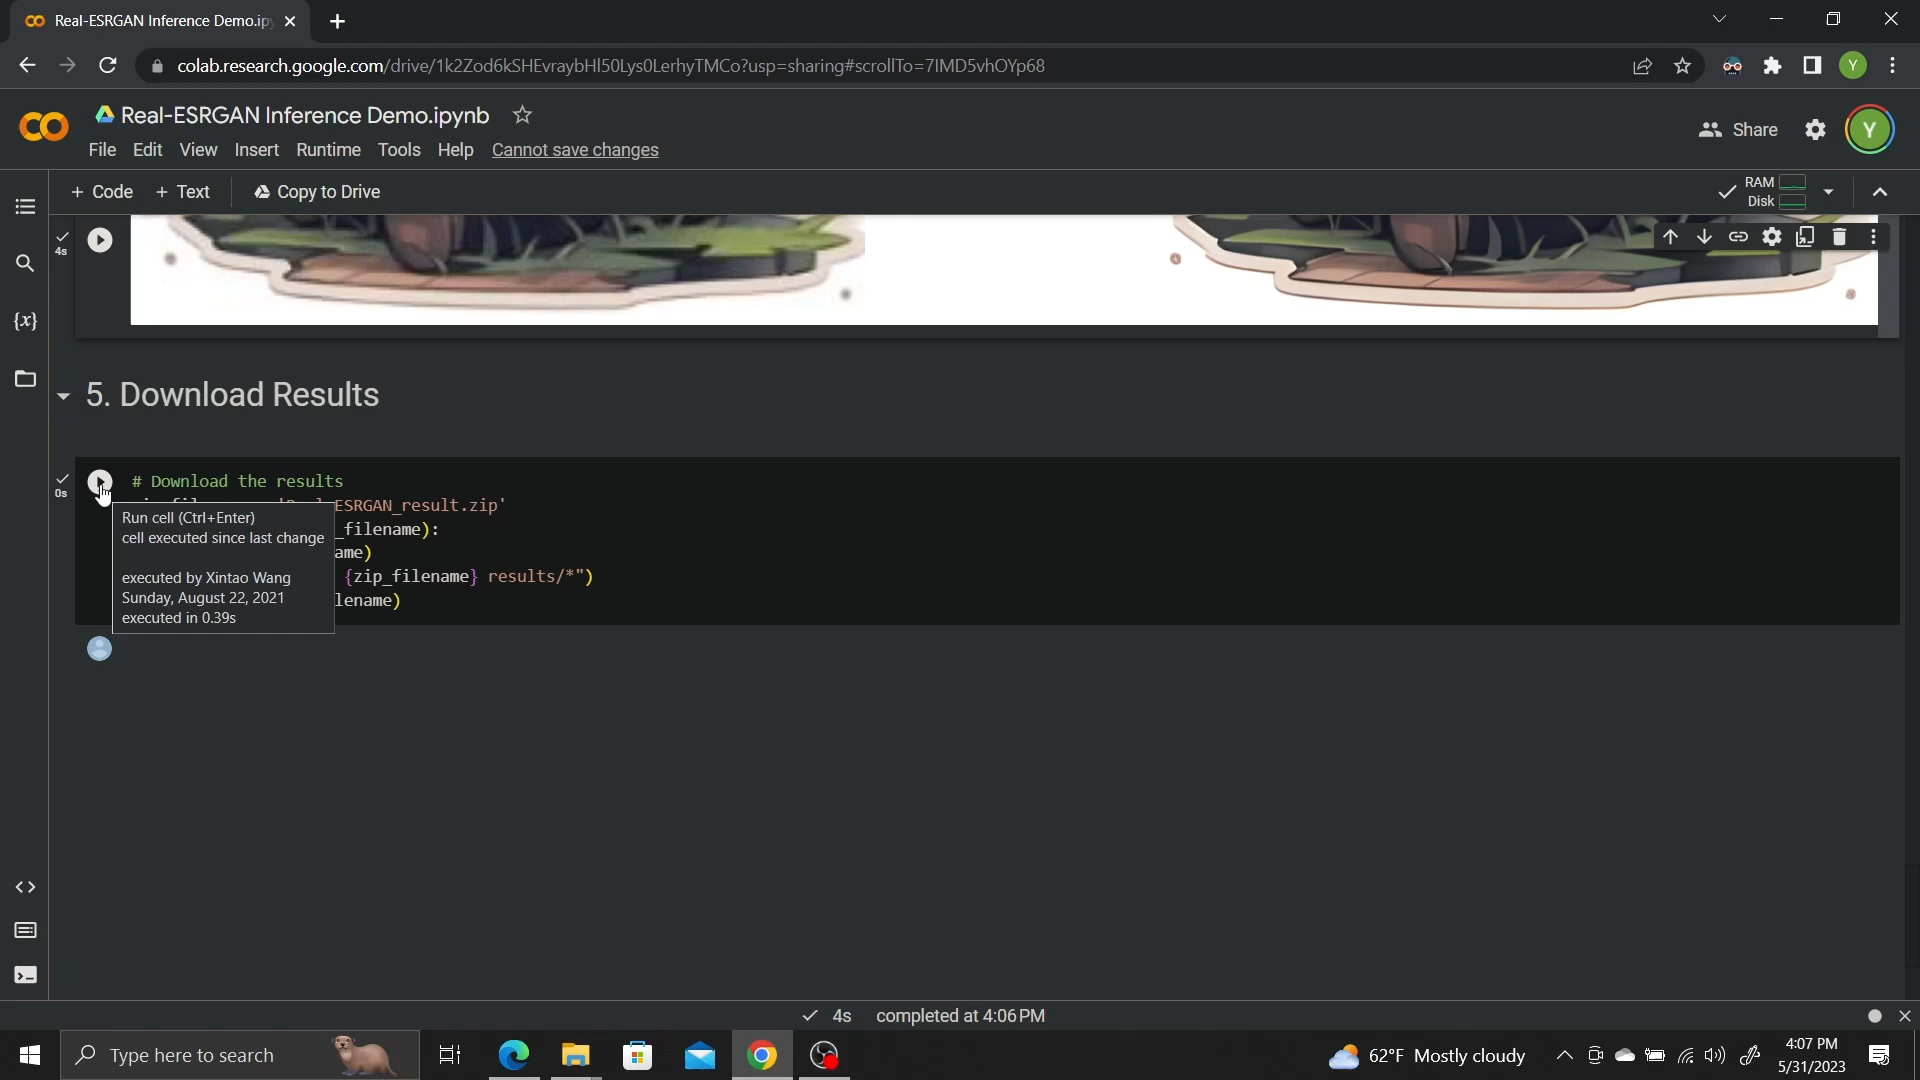 Real-ESRGAN Inference Demo.ip
colab.research.google.com/drive/1k2Zod6kSHEvraybHl50Lys0LerhyTMCo?usp=sharing#scrollTo=7IMD5vhOYp68
Y
Real-ESRGAN Inference Demo.ipynb
Share
Y
File Edit View Insert Runtime Tools Help Cannot save changes
+ Code + Text Copy to Drive
RAM
Disk
4s
{x}
5. Download Results
0s
# Download the results
ESRGAN_result.zip'
Run cell (Ctrl+Enter)
_filename):
cell executed since last change
ame)
executed by Xintao Wang
{zip_filename} results/*")
Sunday, August 22, 2021
lename)
executed in 0.39s
4s completed at 4:06 PM
Type here to search
62°F Mostly cloudy
4:07 PM
5/31/2023